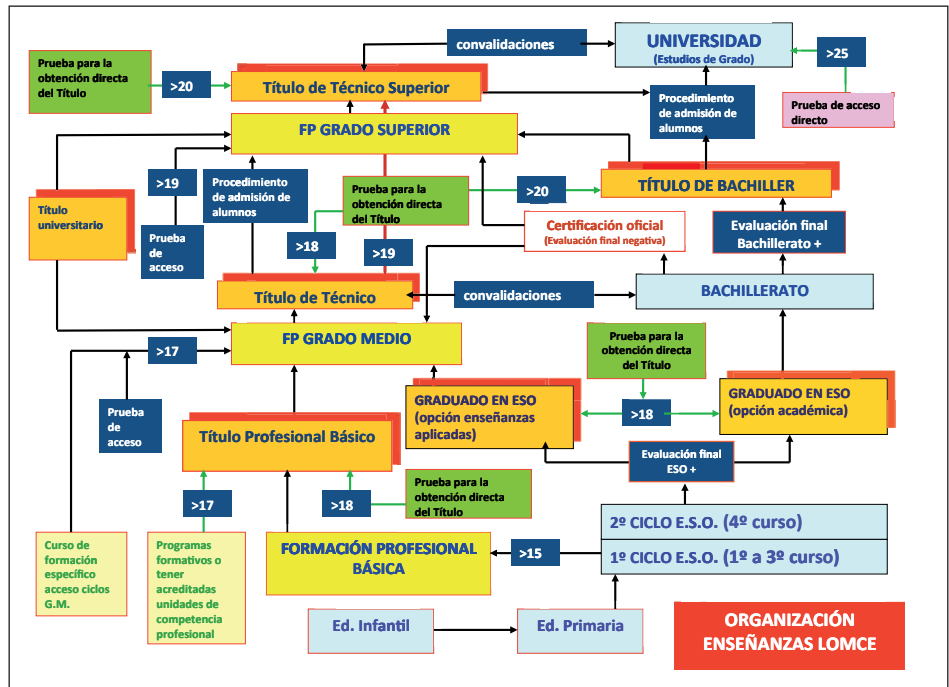 convalidaciones
UNIVERSIDAD
(Estudios de Grado)
>25
Prueba para la
obtención directa
del Título
>20
Título de Técnico Superior
Procedimiento
de admisión de
alumnos
Prueba de acceso
directo
FP GRADO SUPERIOR
>19
Procedimiento
de admisión de
alumnos
Prueba para la
obtención directa
del Título
>20
TÍTULO DE BACHILLER
Título
universitario
Prueba
de
acceso
>18
>19
Certificación oficial
(Evaluación final negativa)
Evaluación final
Bachillerato +
Título de Técnico
convalidaciones
BACHILLERATO
FP GRADO MEDIO
>17
Prueba para la
obtención directa
del Título
Prueba
de
acceso
GRADUADO EN ESO
(opción enseñanzas
aplicadas)
>18
GRADUADO EN ESO
(opción académica)
Título Profesional Básico
Evaluación final
ESO +
>17
>18
Prueba para la
obtención directa
del Título
2º CICLO E.S.O. (4º curso)
1º CICLO E.S.O. (1º a 3º curso)
>15
FORMACIÓN PROFESIONAL
BÁSICA
Curso de
formación
específico
acceso ciclos
G.M.
Programas
formativos o
tener
acreditadas
unidades de
competencia
profesional
Ed. Infantil
Ed. Primaria
ORGANIZACIÓN
ENSEÑANZAS LOMCE